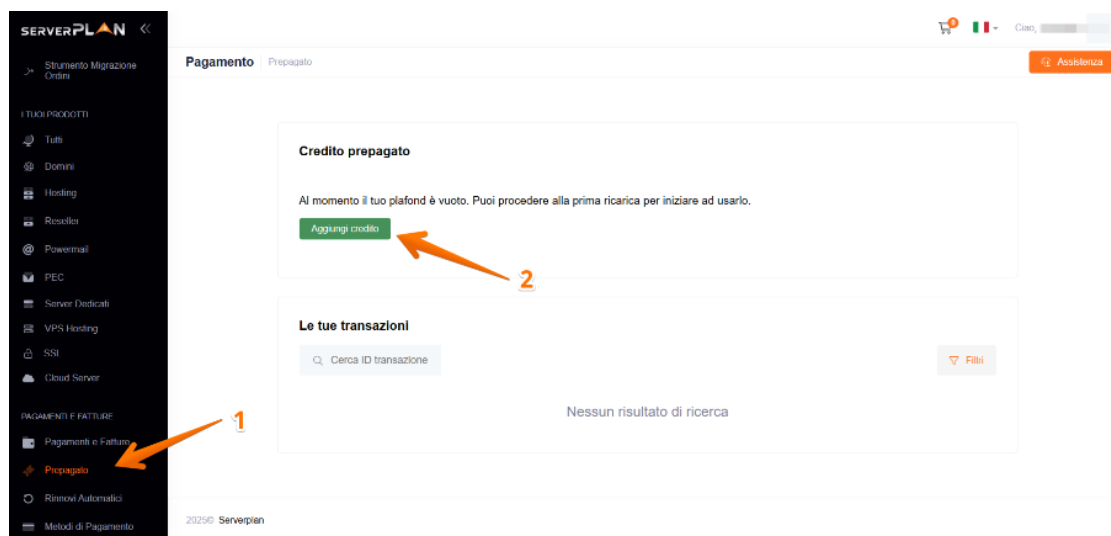 SERVERPLAN
0
Ciao,
Strumento Migrazione
Ordini
Pagamento
Prepagato
Assistenza
I TUOI PRODOTTI
Tutti
Domini
Hosting
Reseller
Powermail
PEC
Server Dedicati
VPS Hosting
SSL
Cloud Server
PAGAMENTI E FATTURE
Pagamenti e Fatture
Prepagato
Rinnovi Automatici
Metodi di Pagamento
Credito prepagato
Al momento il tuo plafond è vuoto. Puoi procedere alla prima ricarica per iniziare ad usarlo.
Aggiungi credito
2
Le tue transazioni
Cerca ID transazione
Filtri
Nessun risultato di ricerca
1
2025© Serverplan